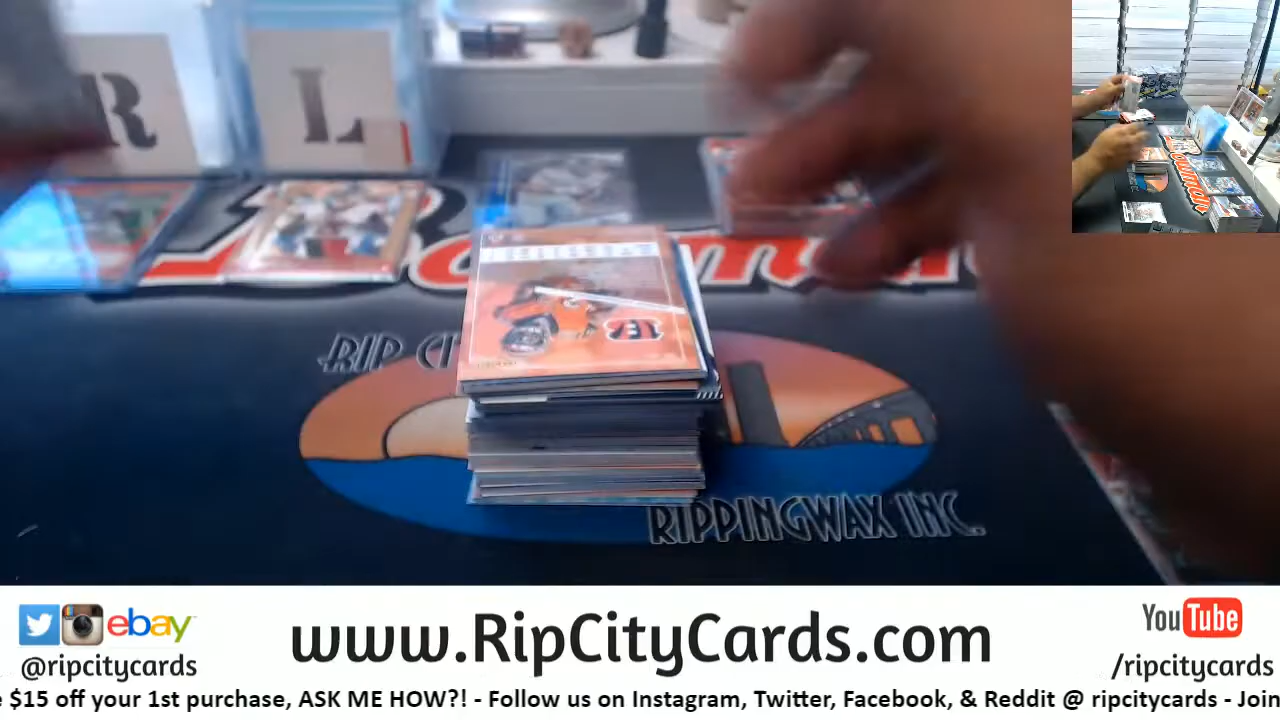 R
L
RIP CI
RIPPINGWAX INC.
ebay
www.RipCityCards.com
YouTube
@ripcitycards
/ripcitycards
$15 off your 1st purchase, ASK ME HOW?! - Follow us on Instagram, Twitter, Facebook, & Reddit @ ripcitycards - Join